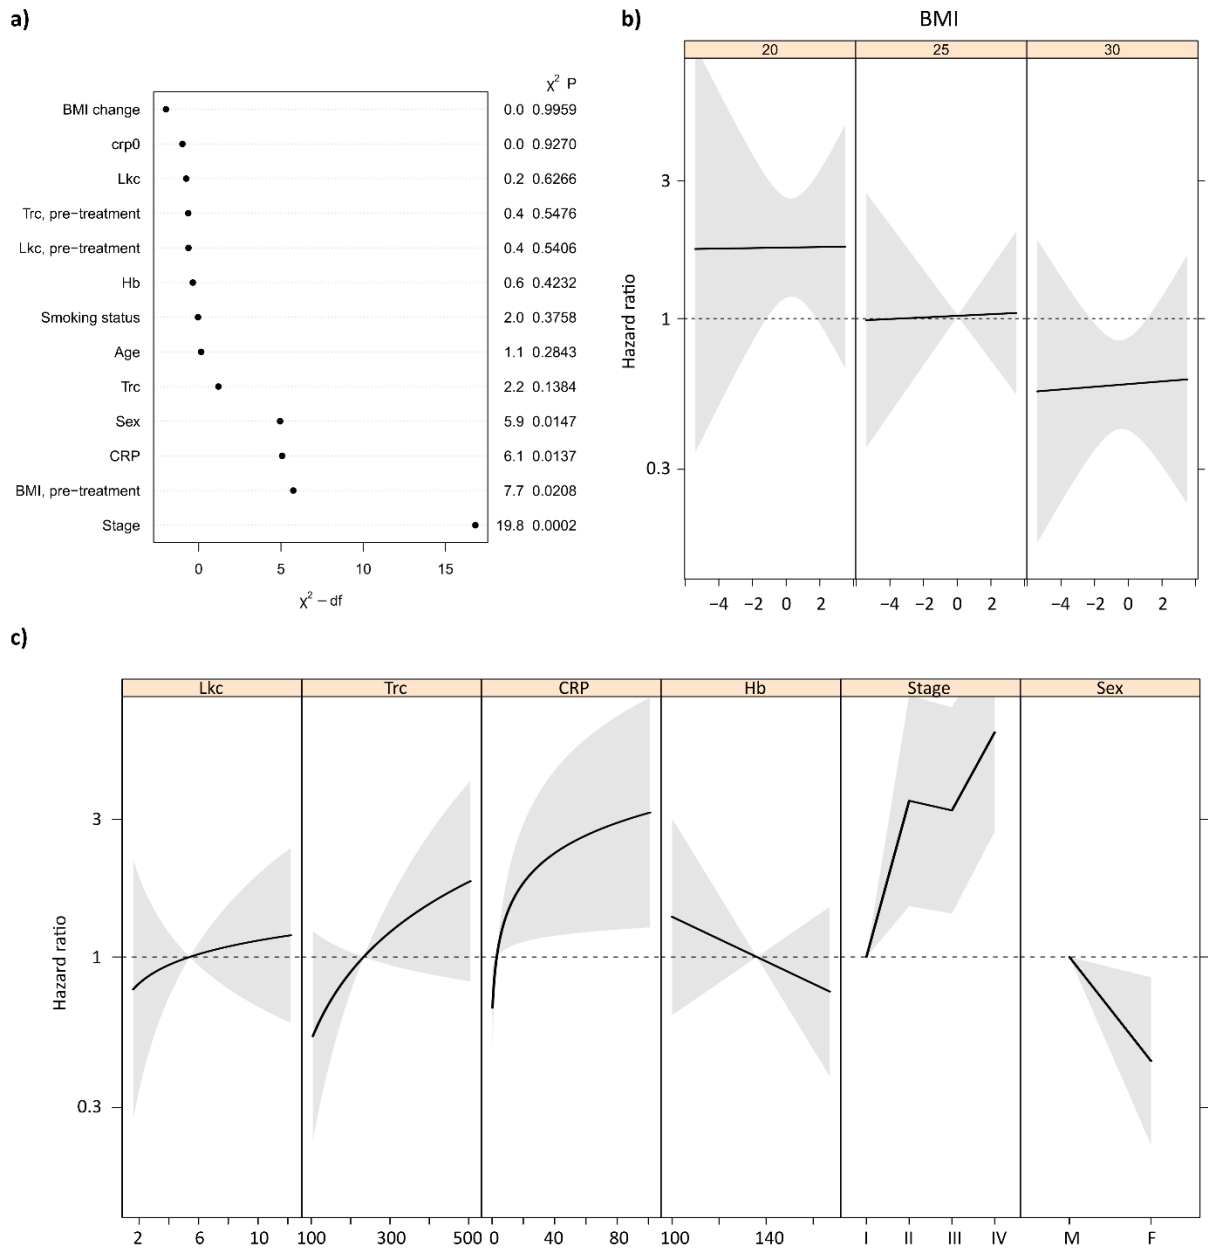 a)
χ² P
BMI change 0.0 0.9959
crp0 0.0 0.9270
Lkc 0.2 0.6266
Trc, pre−treatment 0.4 0.5476
Lkc, pre−treatment 0.4 0.5406
Hb 0.6 0.4232
Smoking status 2.0 0.3758
Age 1.1 0.2843
Trc 2.2 0.1384
Sex 5.9 0.0147
CRP 6.1 0.0137
BMI, pre−treatment 7.7 0.0208
Stage 19.8 0.0002
0 5 10 15
χ² − df
b)
BMI
20 25 30
Hazard ratio
3
1
0.3
−4 −2 0 2 −4 −2 0 2 −4 −2 0 2
c)
Lkc Trc CRP Hb Stage Sex
Hazard ratio
3
1
0.3
2 6 10 100 300 500 0 40 80 100 140 I II III IV M F